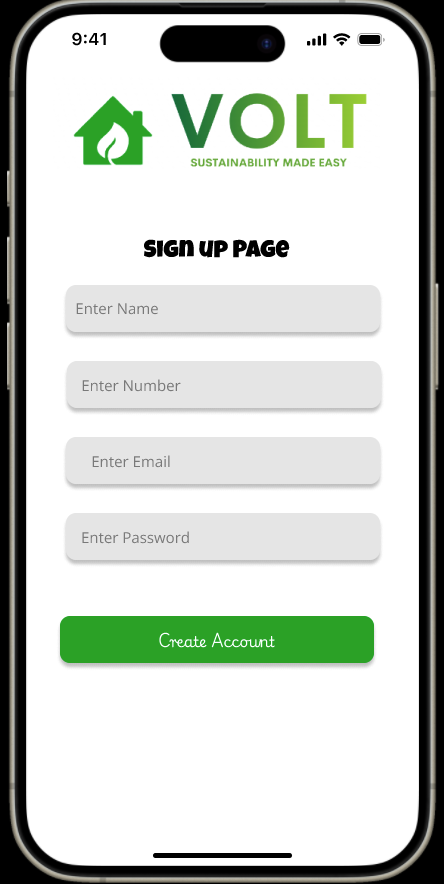 9:41
VOLT
SUSTAINABILITY MADE EASY
Sign up page
Enter Name
Enter Number
Enter Email
Enter Password
Create Account